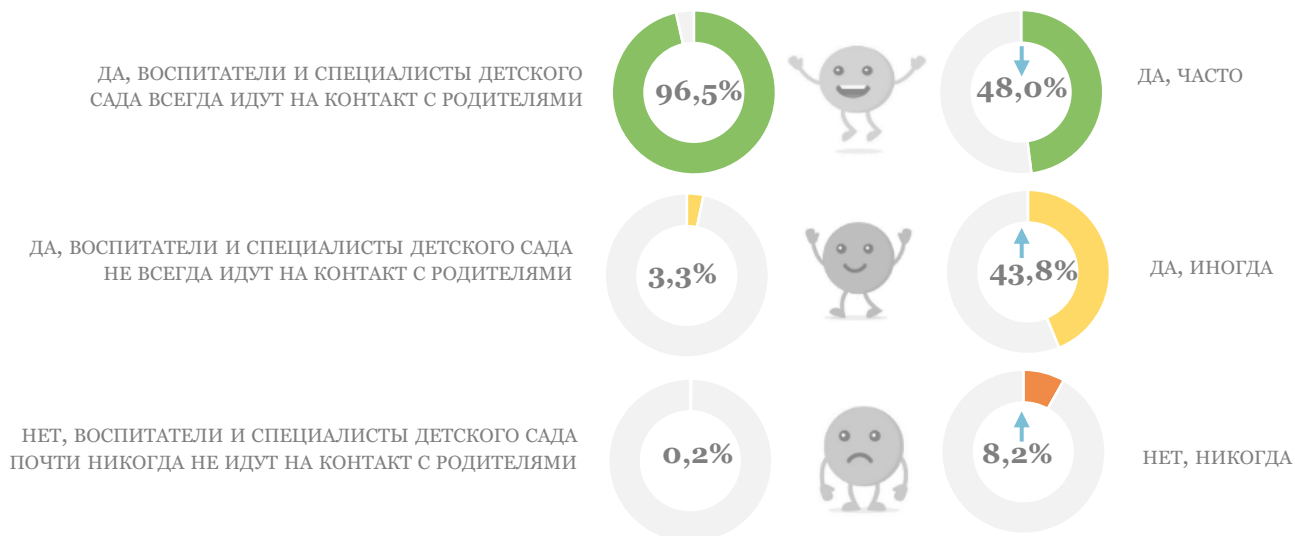 ДА, ВОСПИТАТЕЛИ И СПЕЦИАЛИСТЫ ДЕТСКОГО
САДА ВСЕГДА ИДУТ НА КОНТАКТ С РОДИТЕЛЯМИ
96,5%
48,0%
ДА, ЧАСТО
ДА, ВОСПИТАТЕЛИ И СПЕЦИАЛИСТЫ ДЕТСКОГО САДА
НЕ ВСЕГДА ИДУТ НА КОНТАКТ С РОДИТЕЛЯМИ
3,3%
43,8%
ДА, ИНОГДА
НЕТ, ВОСПИТАТЕЛИ И СПЕЦИАЛИСТЫ ДЕТСКОГО САДА
ПОЧТИ НИКОГДА НЕ ИДУТ НА КОНТАКТ С РОДИТЕЛЯМИ
0,2%
8,2%
НЕТ, НИКОГДА